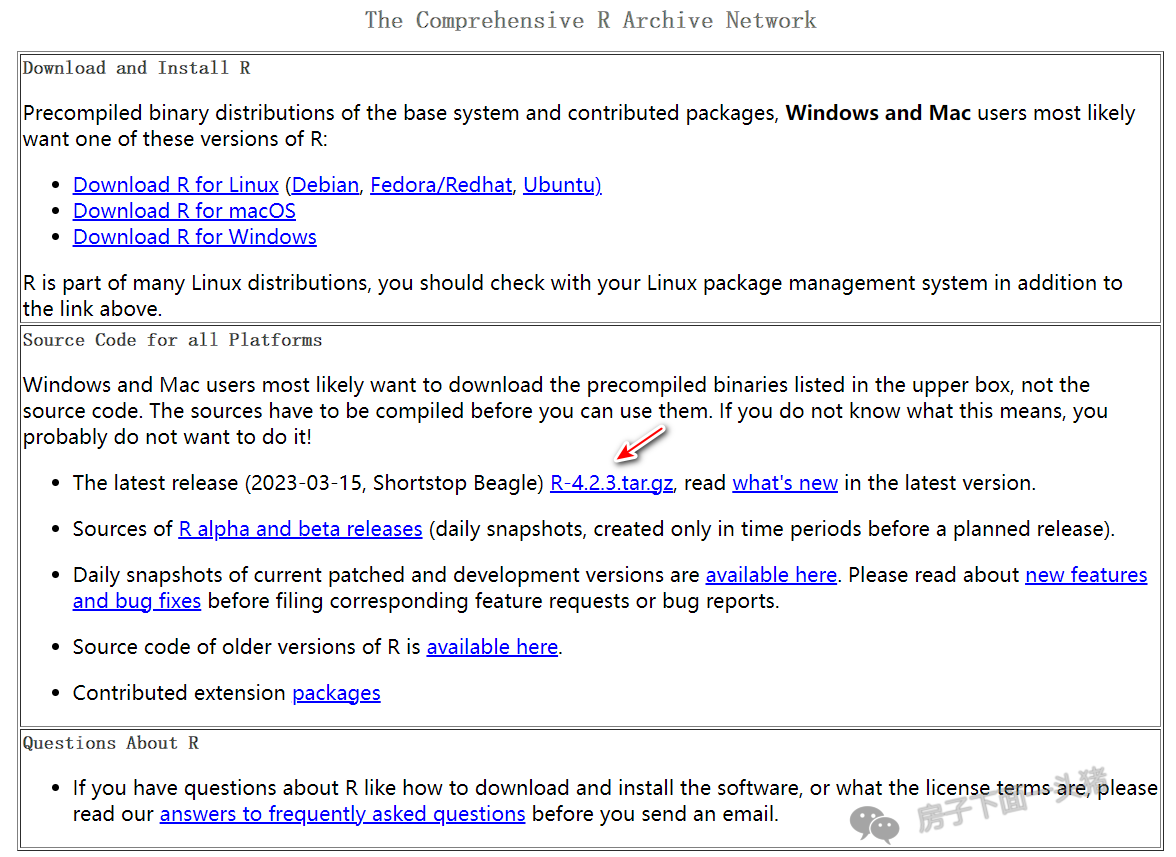 The Comprehensive R Archive Network
Download and Install R
Precompiled binary distributions of the base system and contributed packages, Windows and Mac users most likely
want one of these versions of R:
• Download R for Linux (Debian, Fedora/Redhat, Ubuntu)
• Download R for macOS
• Download R for Windows
R is part of many Linux distributions, you should check with your Linux package management system in addition to
the link above.
Source Code for all Platforms
Windows and Mac users most likely want to download the precompiled binaries listed in the upper box, not the
source code. The sources have to be compiled before you can use them. If you do not know what this means, you
probably do not want to do it!
• The latest release (2023-03-15, Shortstop Beagle) R-4.2.3.tar.gz, read what's new in the latest version.
• Sources of R alpha and beta releases (daily snapshots, created only in time periods before a planned release).
• Daily snapshots of current patched and development versions are available here. Please read about new features
and bug fixes before filing corresponding feature requests or bug reports.
• Source code of older versions of R is available here.
• Contributed extension packages
Questions About R
• If you have questions about R like how to download and install the software, or what the license terms are, please
read our answers to frequently asked questions before you send an email.
房子下面一头猪